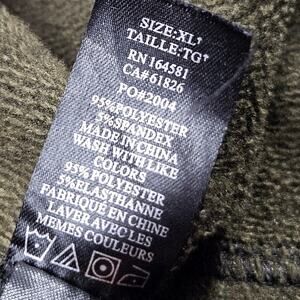 SIZE:XL↑
TAILLE:TG↑
RN 164581
CA# 61826
PO#2004
95%POLYESTER
5%SPANDEX
MADE IN CHINA
WASH WITH LIKE
COLORS
95%POLYESTER
5%ELASTHANNE
FABRIQUE EN CHINE
LAVER AVEC LES
MEMES COULEURS